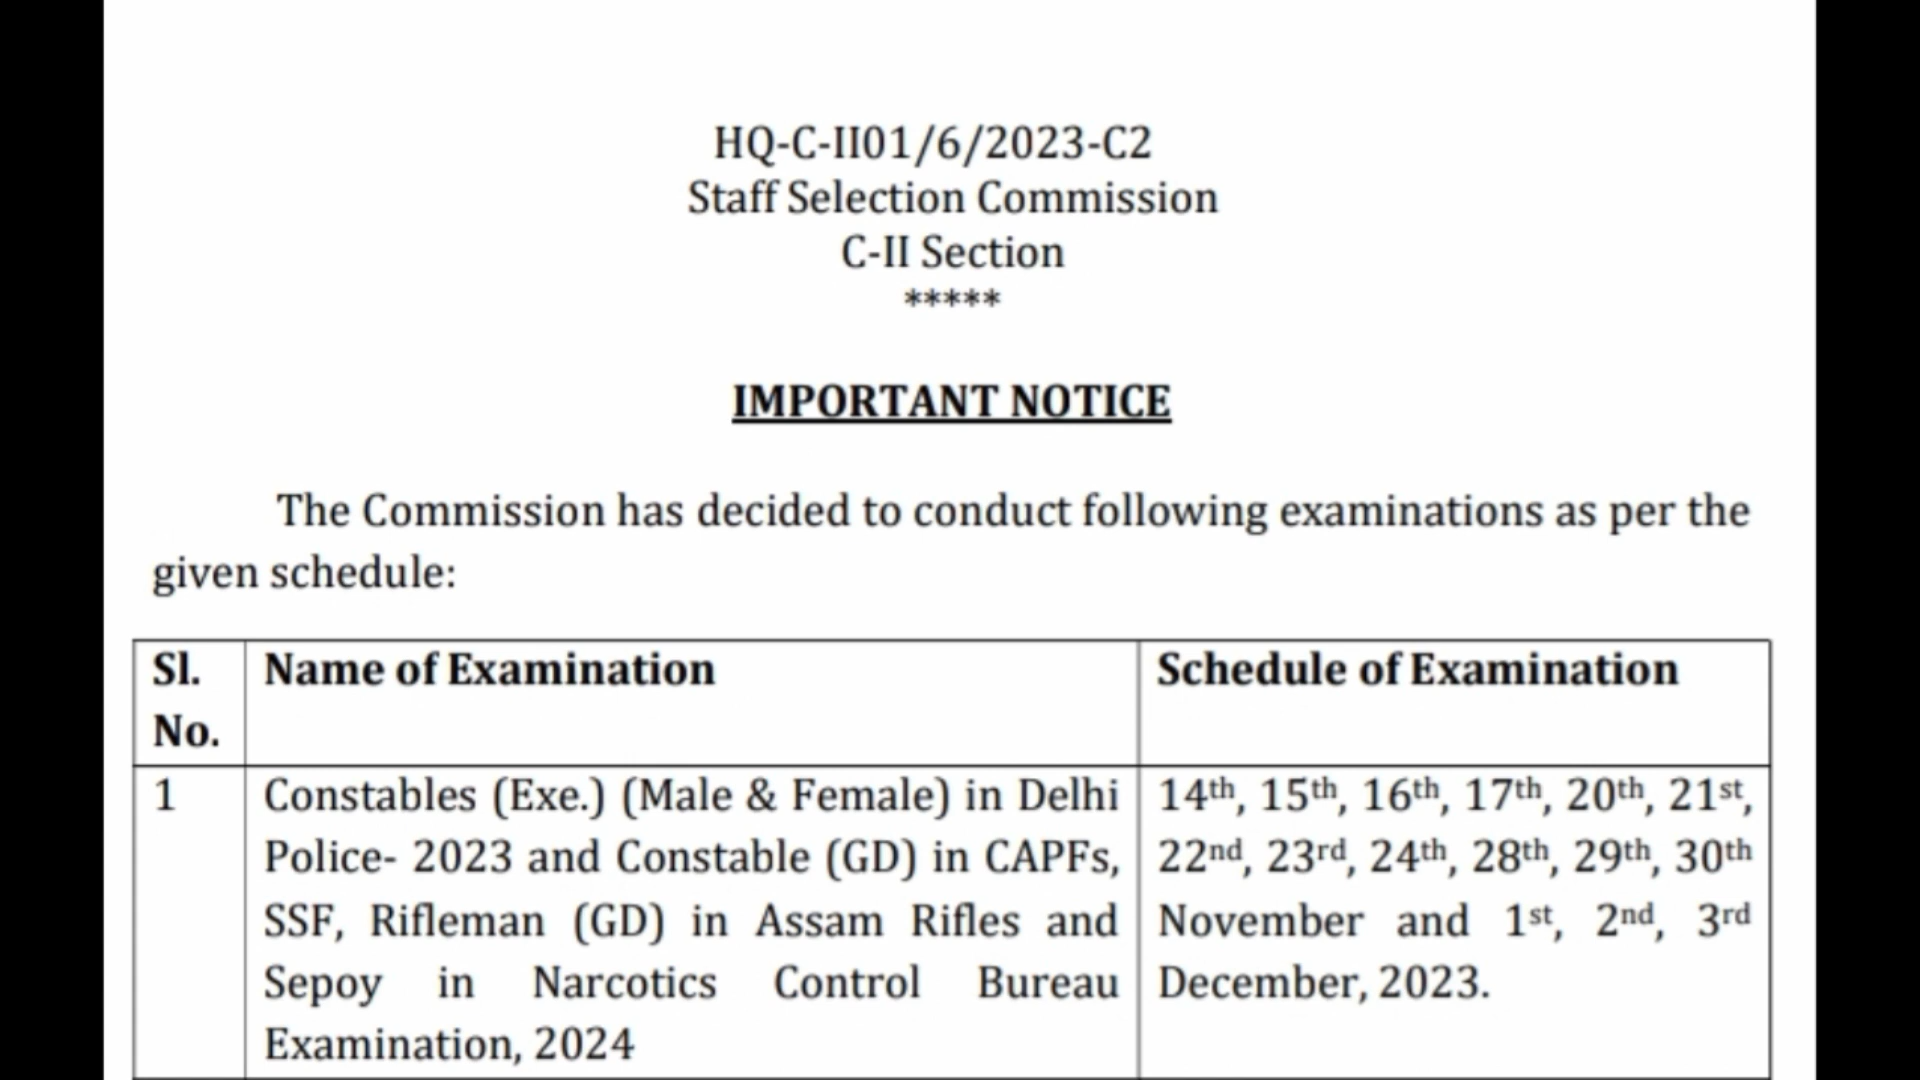 HQ-C-II01/6/2023-C2
Staff Selection Commission
C-II Section
*****
IMPORTANT NOTICE
The Commission has decided to conduct following examinations as per the
given schedule:
Sl. No.
Name of Examination
Schedule of Examination
1
Constables (Exe.) (Male & Female) in Delhi
Police- 2023 and Constable (GD) in CAPFs,
SSF, Rifleman (GD) in Assam Rifles and
Sepoy in Narcotics Control Bureau
Examination, 2024
14th, 15th, 16th, 17th, 20th, 21st,
22nd, 23rd, 24th, 28th, 29th, 30th
November and 1st, 2nd, 3rd
December, 2023.